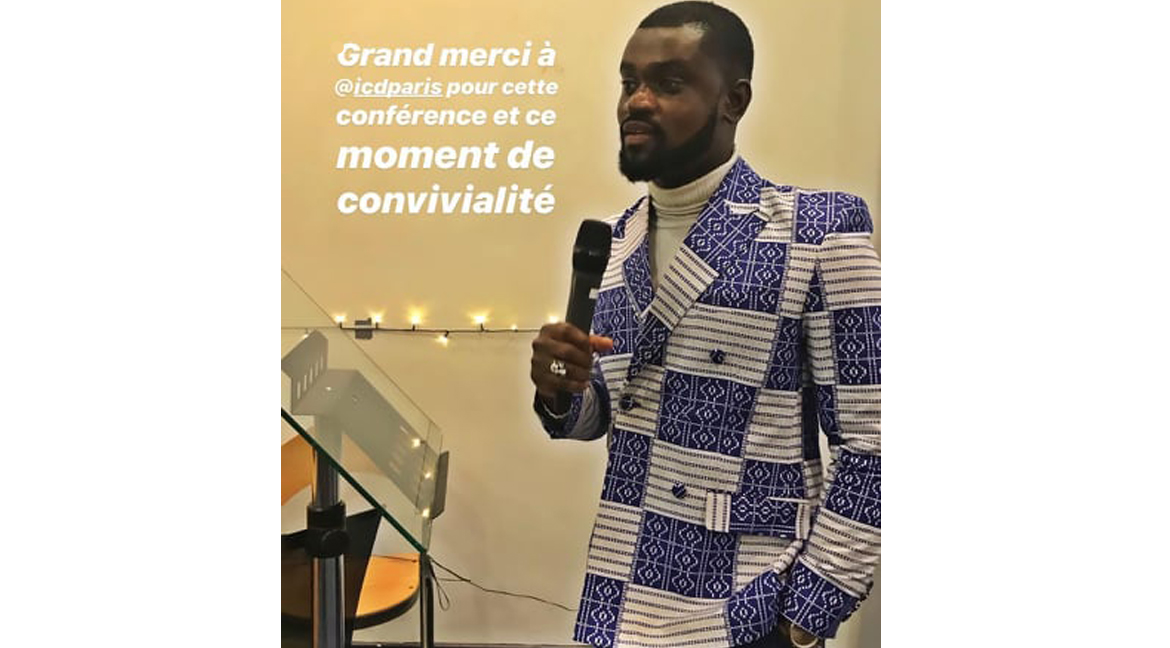 Grand merci à
@icdparis pour cette
conférence et ce
moment de
convivialité